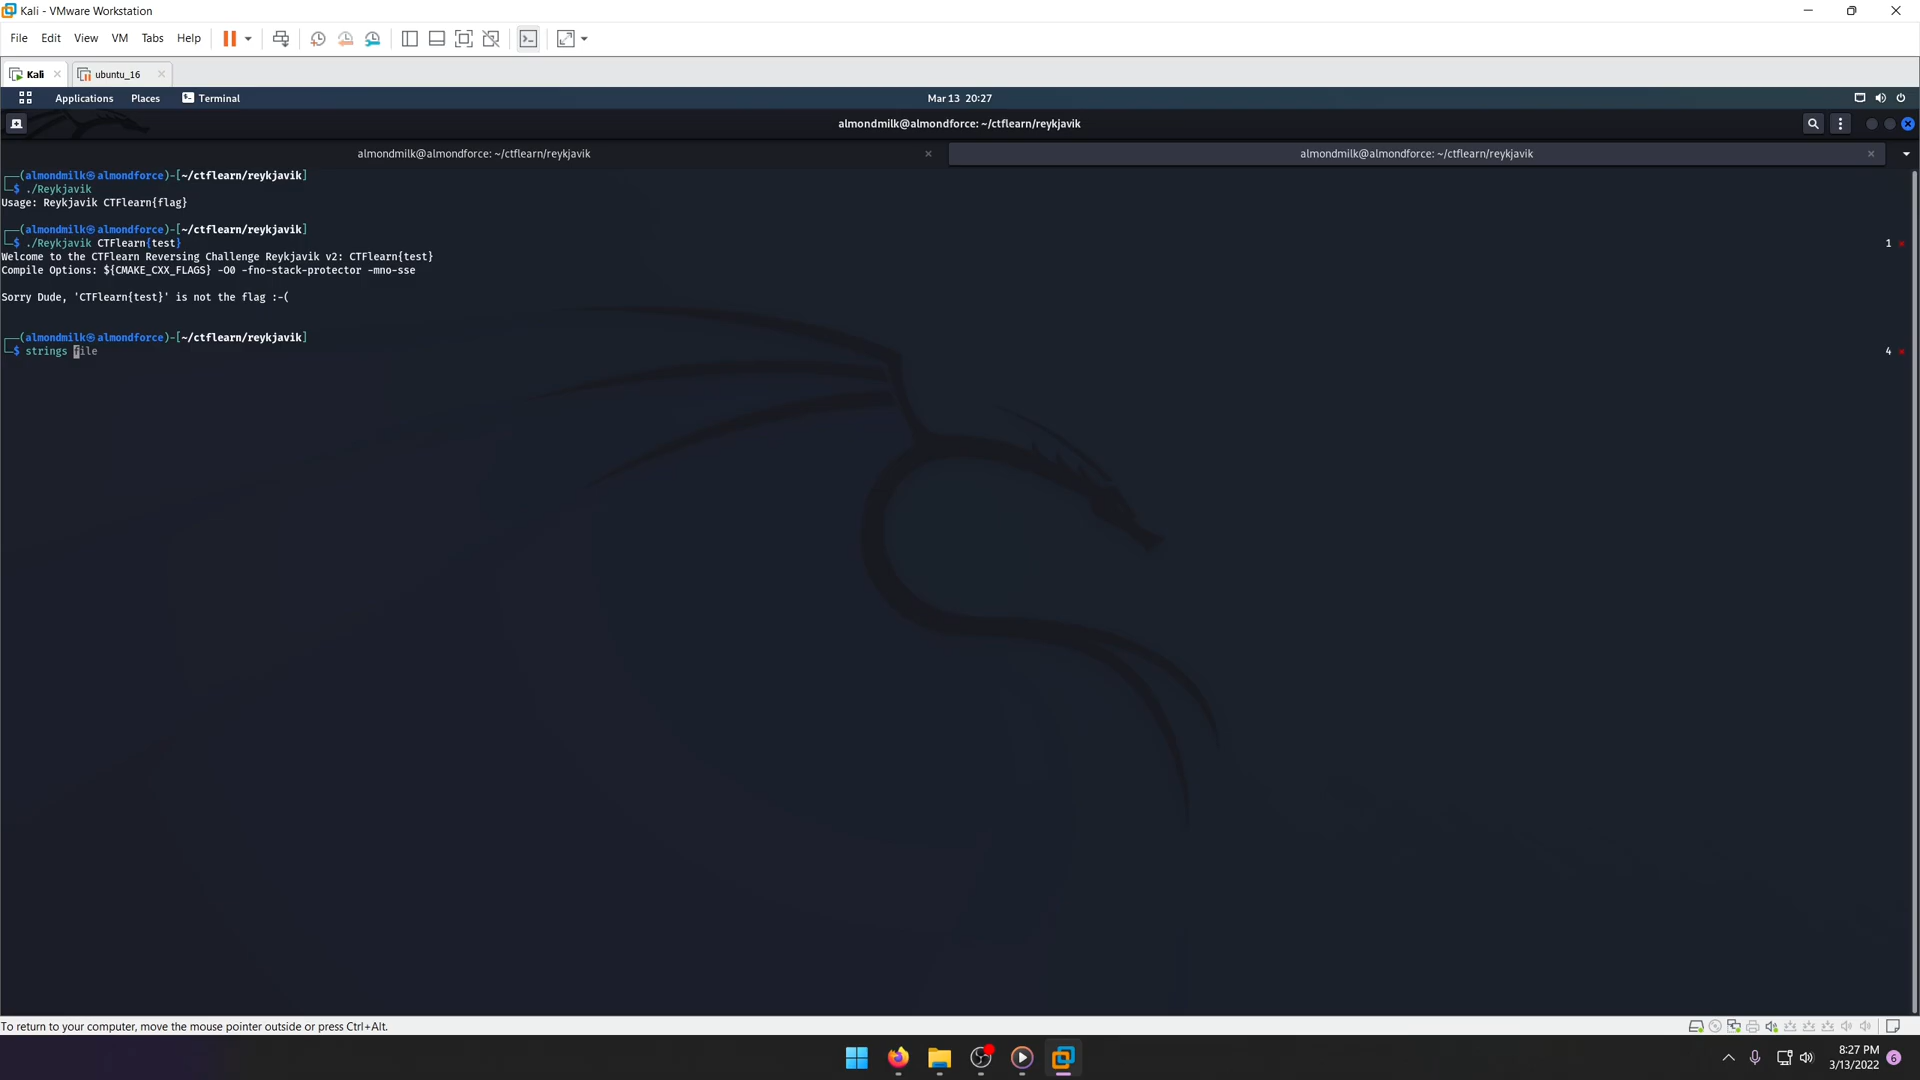 Kali - VMware Workstation
File Edit View VM Tabs Help
Kali ubuntu_16
Applications Places Terminal Mar 13 20:27
almondmilk@almondforce: ~/ctflearn/reykjavik
almondmilk@almondforce: ~/ctflearn/reykjavik almondmilk@almondforce: ~/ctflearn/reykjavik
┌──(almondmilk㉿almondforce)-[~/ctflearn/reykjavik]
└─$ ./Reykjavik
Usage: Reykjavik CTFlearn{flag}
┌──(almondmilk㉿almondforce)-[~/ctflearn/reykjavik]
└─$ ./Reykjavik CTFlearn{test} 1 ⨯
Welcome to the CTFlearn Reversing Challenge Reykjavik v2: CTFlearn{test}
Compile Options: ${CMAKE_CXX_FLAGS} -O0 -fno-stack-protector -mno-sse
Sorry Dude, 'CTFlearn{test}' is not the flag :-(
┌──(almondmilk㉿almondforce)-[~/ctflearn/reykjavik]
└─$ strings file 4 ⨯
To return to your computer, move the mouse pointer outside or press Ctrl+Alt.
8:27 PM
3/13/2022 6